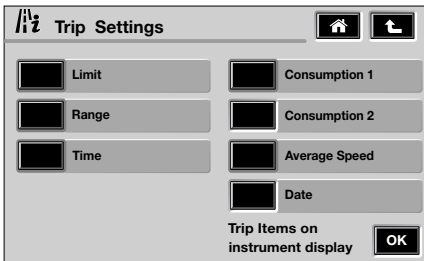 Trip Settings
Limit
Range
Time
Consumption 1
Consumption 2
Average Speed
Date
Trip Items on
instrument display
OK